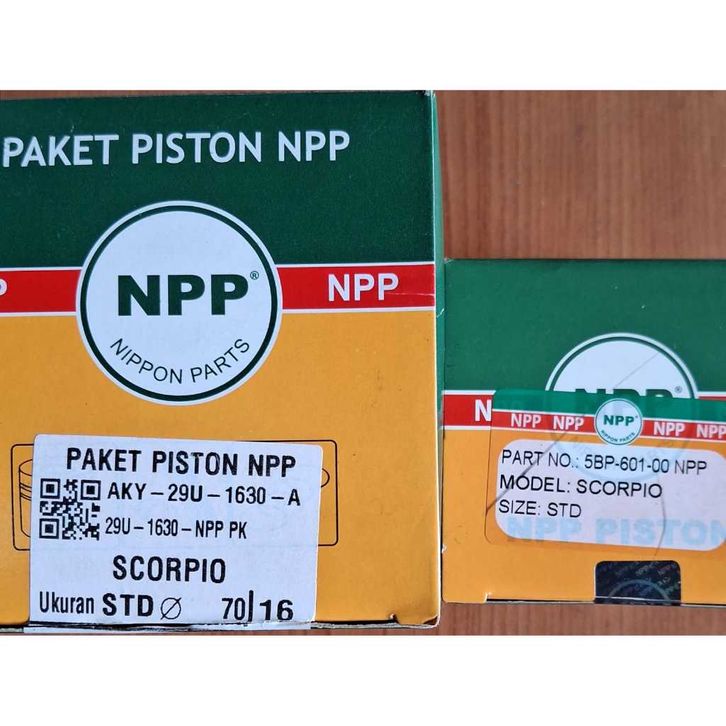 PAKET PISTON NPP
P
NPP®
NIPPON PARTS
NPP
PAKET PISTON NPP
AKY-29U-1630-A
29U-1630-NPP PK
SCORPIO
Ukuran STD Ø 70/16
NPP®
N
NPP NPP NPP NPP NPP
NIPPON PARTS
PART NO.: 5BP-601-00 NPP
MODEL: SCORPIO
SIZE: STD
NPP PISTON